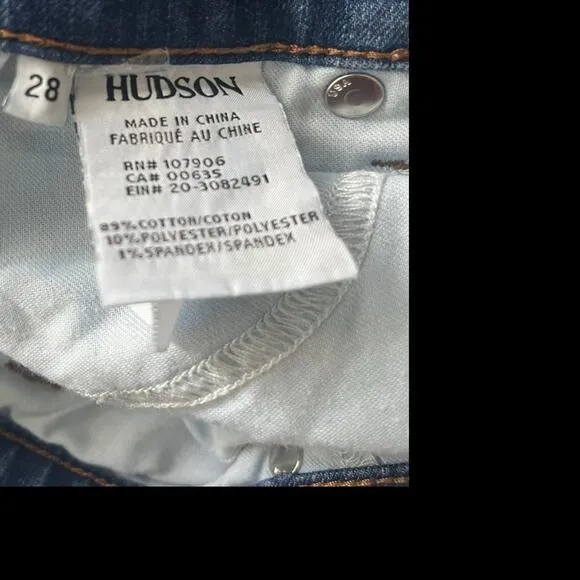 28
HUDSON
MADE IN CHINA
FABRIQUÉ AU CHINE
RN# 107906
CA# 00635
EIN# 20-3082491
89% COTTON/COTON
10% POLYESTER/POLYESTER
1% SPANDEX/SPANDEX
USA